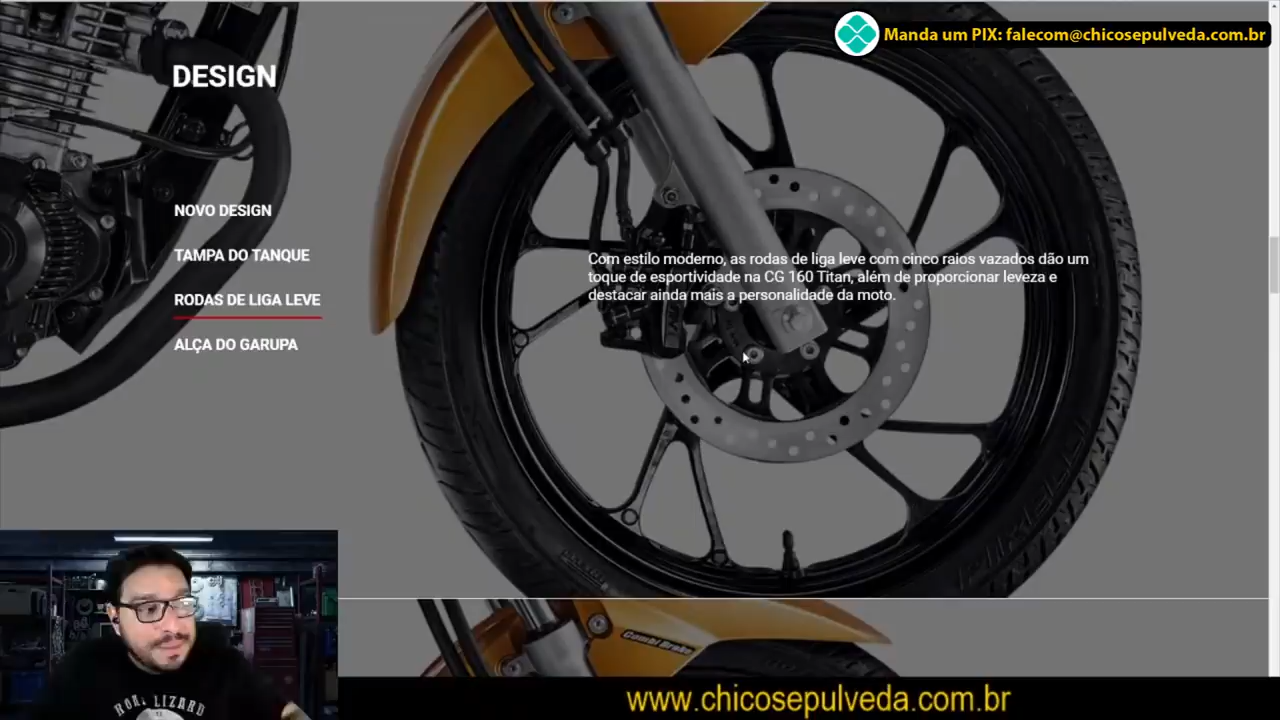 Manda um PIX: falecom@chicosepulveda.com.br
DESIGN
NOVO DESIGN
TAMPA DO TANQUE
RODAS DE LIGA LEVE
ALÇA DO GARUPA
Com estilo moderno, as rodas de liga leve com cinco raios vazados dão um
toque de esportividade na CG 160 Titan, além de proporcionar leveza e
destacar ainda mais a personalidade da moto.
Combi Brake
LIZARD
www.chicosepulveda.com.br